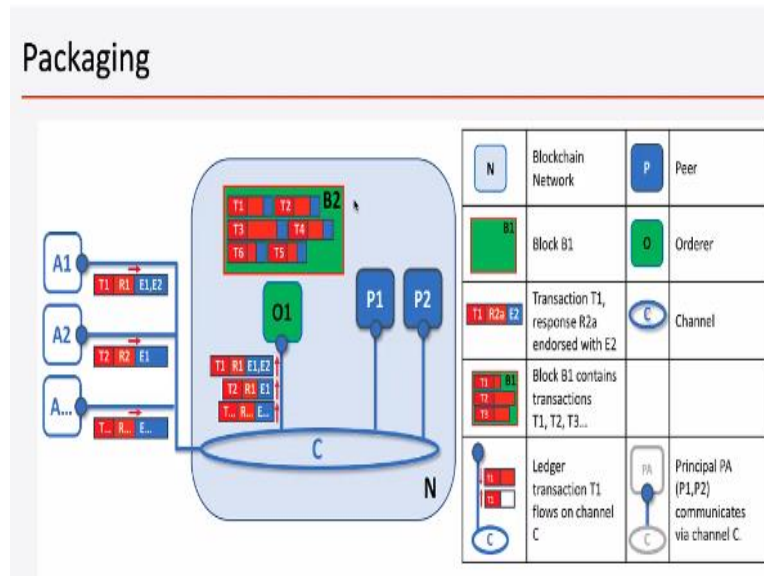 Packaging
B2
T1 T2
T3 T4
T6 T5
A1
T1 R1 E1,E2
A2
T2 R2 E1
A...
T... R... E...
O1
P1
P2
T1 R1 E1,E2
T2 R1 E1
T... R... E...
C
N
N
Blockchain
Network
P
Peer
B1
Block B1
O
Orderer
T1 R2a E2
Transaction T1,
response R2a
endorsed with E2
C
Channel
B1
T1
T2
T3
Block B1 contains
transactions
T1, T2, T3...
T1
T1
C
Ledger
transaction T1
flows on channel
C
PA
C
Principal PA
(P1,P2)
communicates
via channel C.